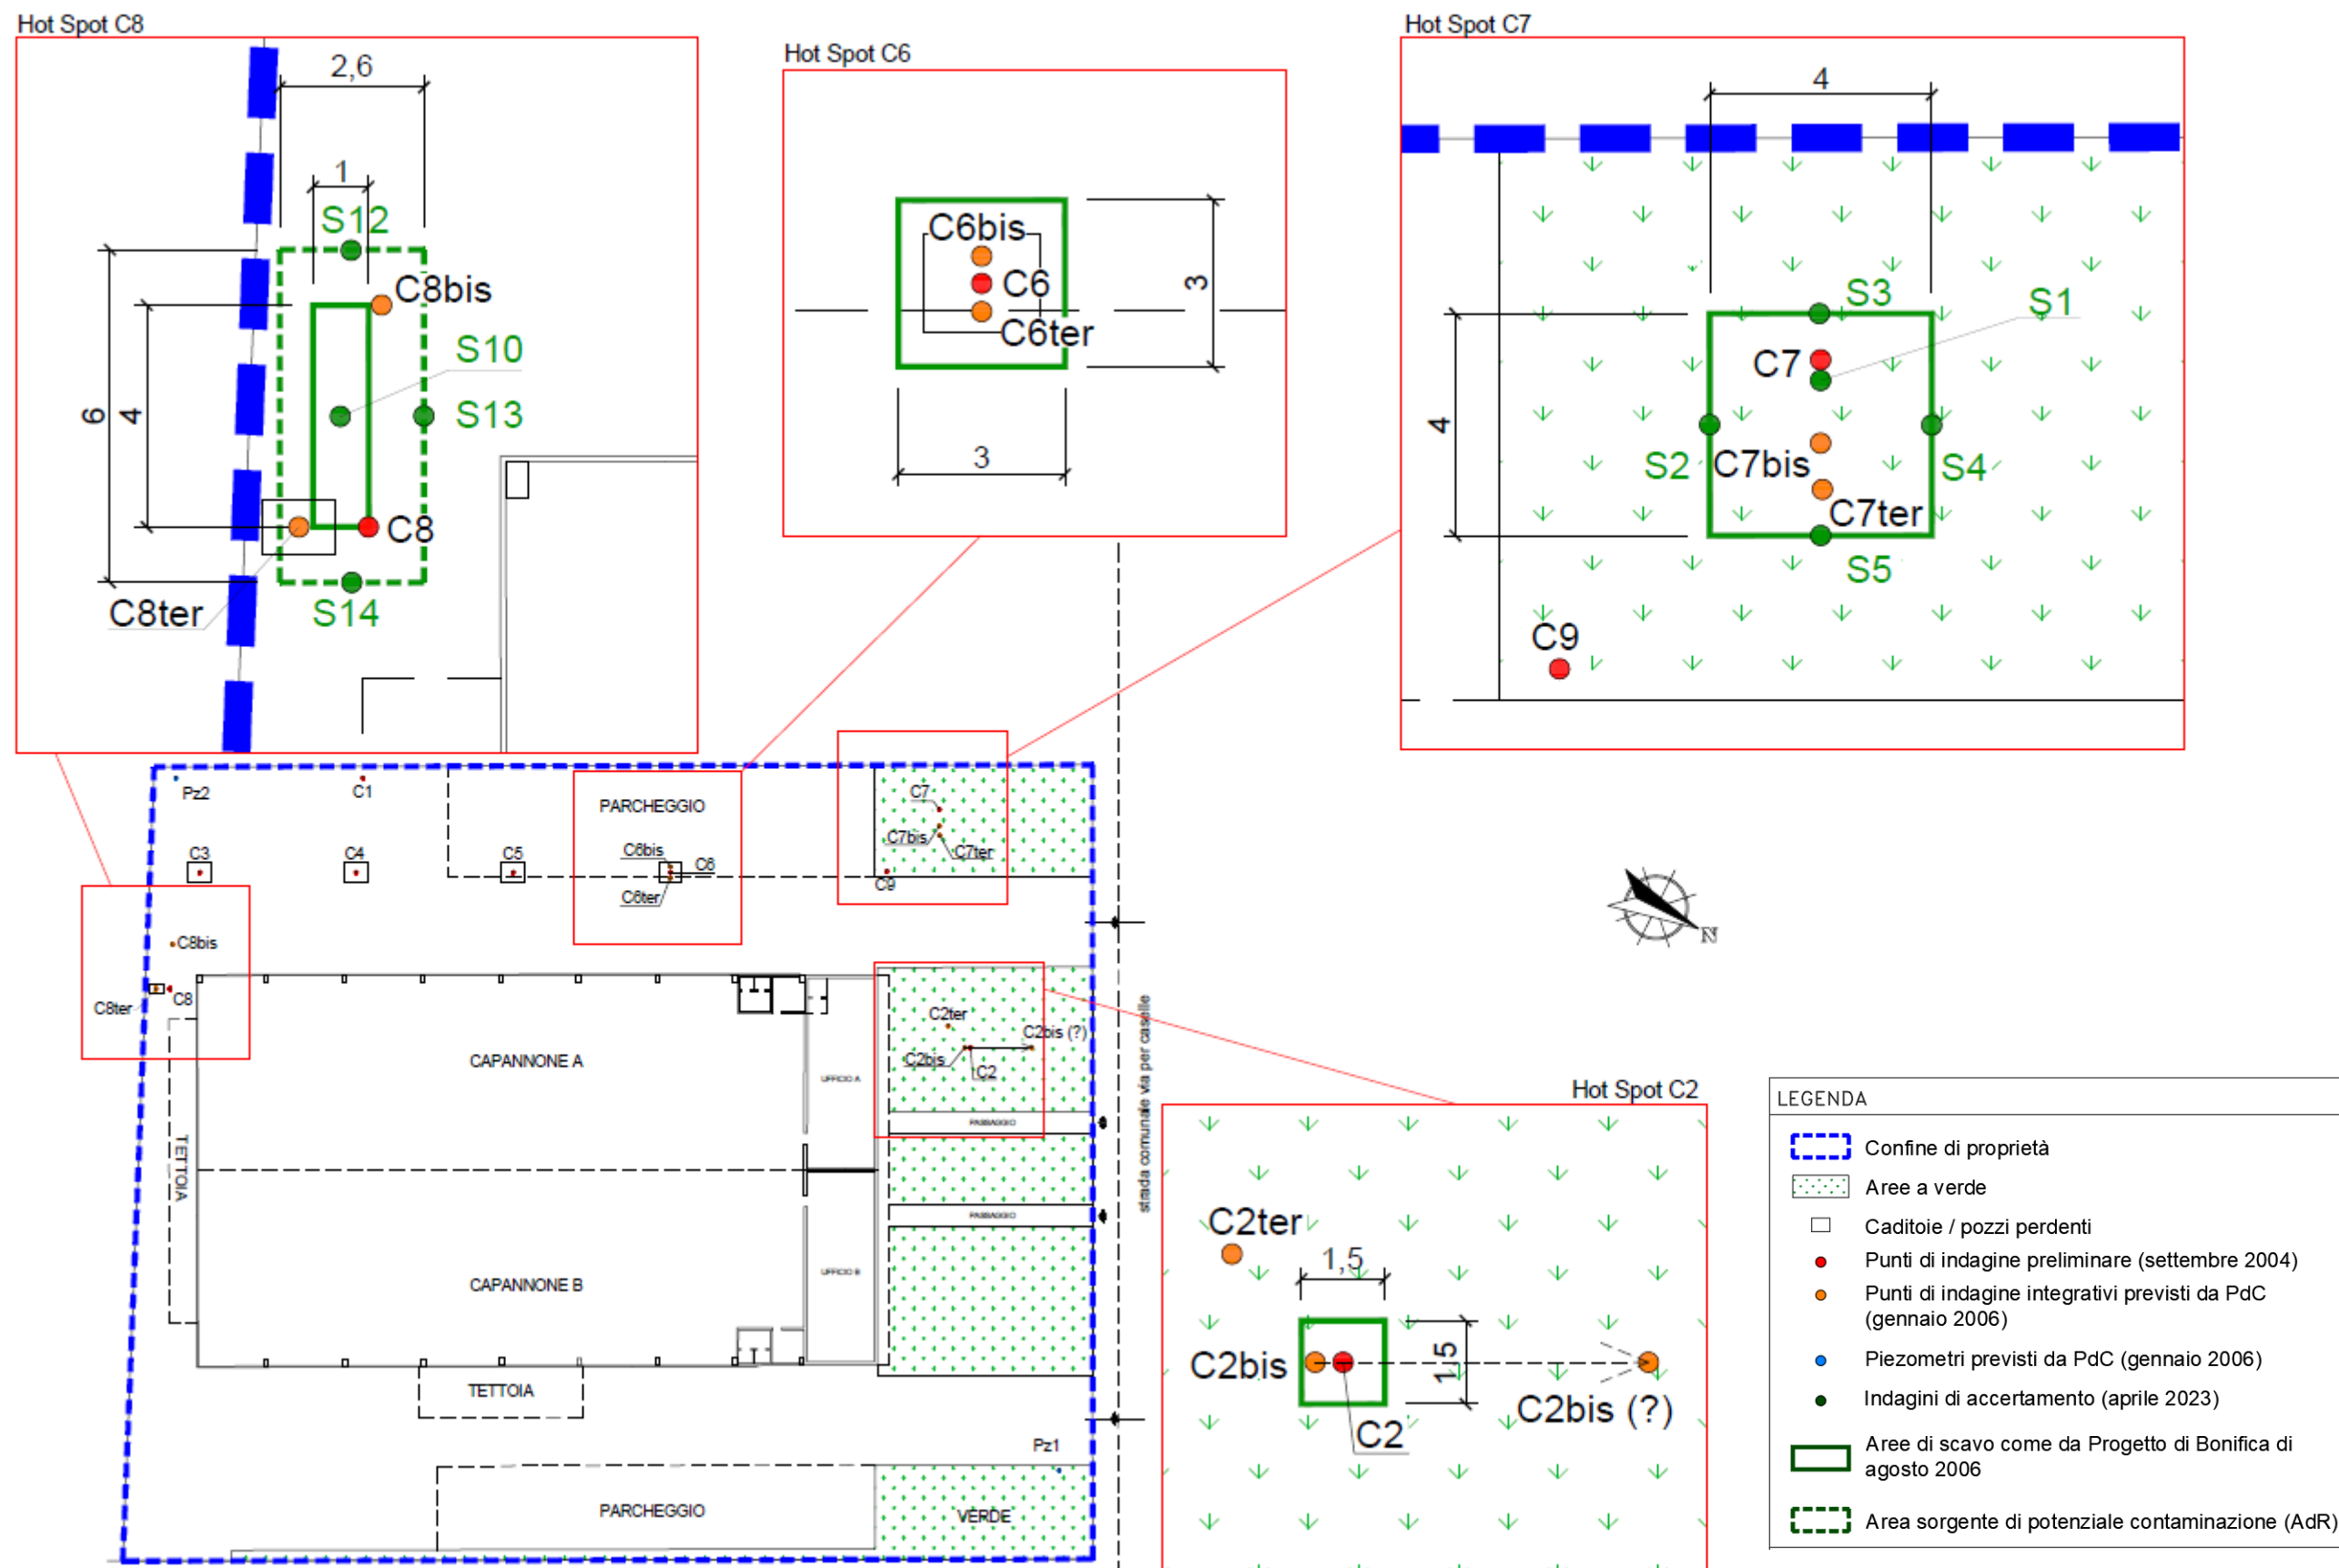 Hot Spot C8
2,6
1
S12
C8bis
S10
6
4
S13
C8
C8ter
S14
Hot Spot C6
C6bis
C6
C6ter
3
3
Hot Spot C7
4
S3
S1
C7
4
S2
C7bis
S4
C7ter
S5
C9
Pz2
C1
PARCHEGGIO
C7
C7bis
C7ter
C3
C4
C5
C6bis
C6
C6ter
C9
C8bis
C8
C8ter
N
CAPANNONE A
UFFICIO A
C2ter
C2bis (?)
C2bis
C2
PASSAGGIO
strada comunale via per caselle
TETTOIA
PASSAGGIO
CAPANNONE B
UFFICIO B
TETTOIA
Pz1
PARCHEGGIO
VERDE
Hot Spot C2
C2ter
1,5
C2bis
1,5
C2bis (?)
C2
LEGENDA
Confine di proprietà
Aree a verde
Caditoie / pozzi perdenti
Punti di indagine preliminare (settembre 2004)
Punti di indagine integrativi previsti da PdC
(gennaio 2006)
Piezometri previsti da PdC (gennaio 2006)
Indagini di accertamento (aprile 2023)
Aree di scavo come da Progetto di Bonifica di
agosto 2006
Area sorgente di potenziale contaminazione (AdR)